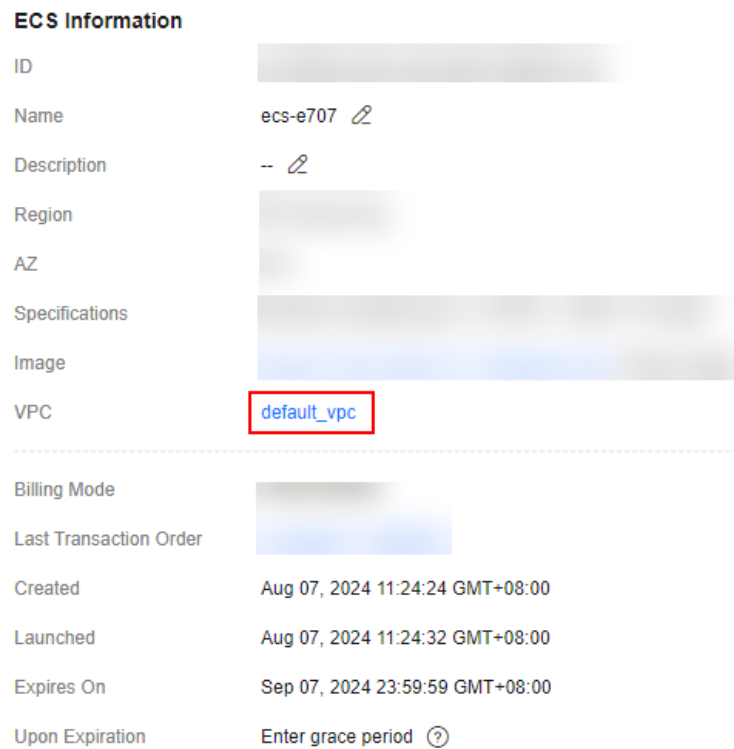 ECS Information
ID
Name ecs-e707
Description --
Region
AZ
Specifications
Image
VPC default_vpc
Billing Mode
Last Transaction Order
Created Aug 07, 2024 11:24:24 GMT+08:00
Launched Aug 07, 2024 11:24:32 GMT+08:00
Expires On Sep 07, 2024 23:59:59 GMT+08:00
Upon Expiration Enter grace period ?